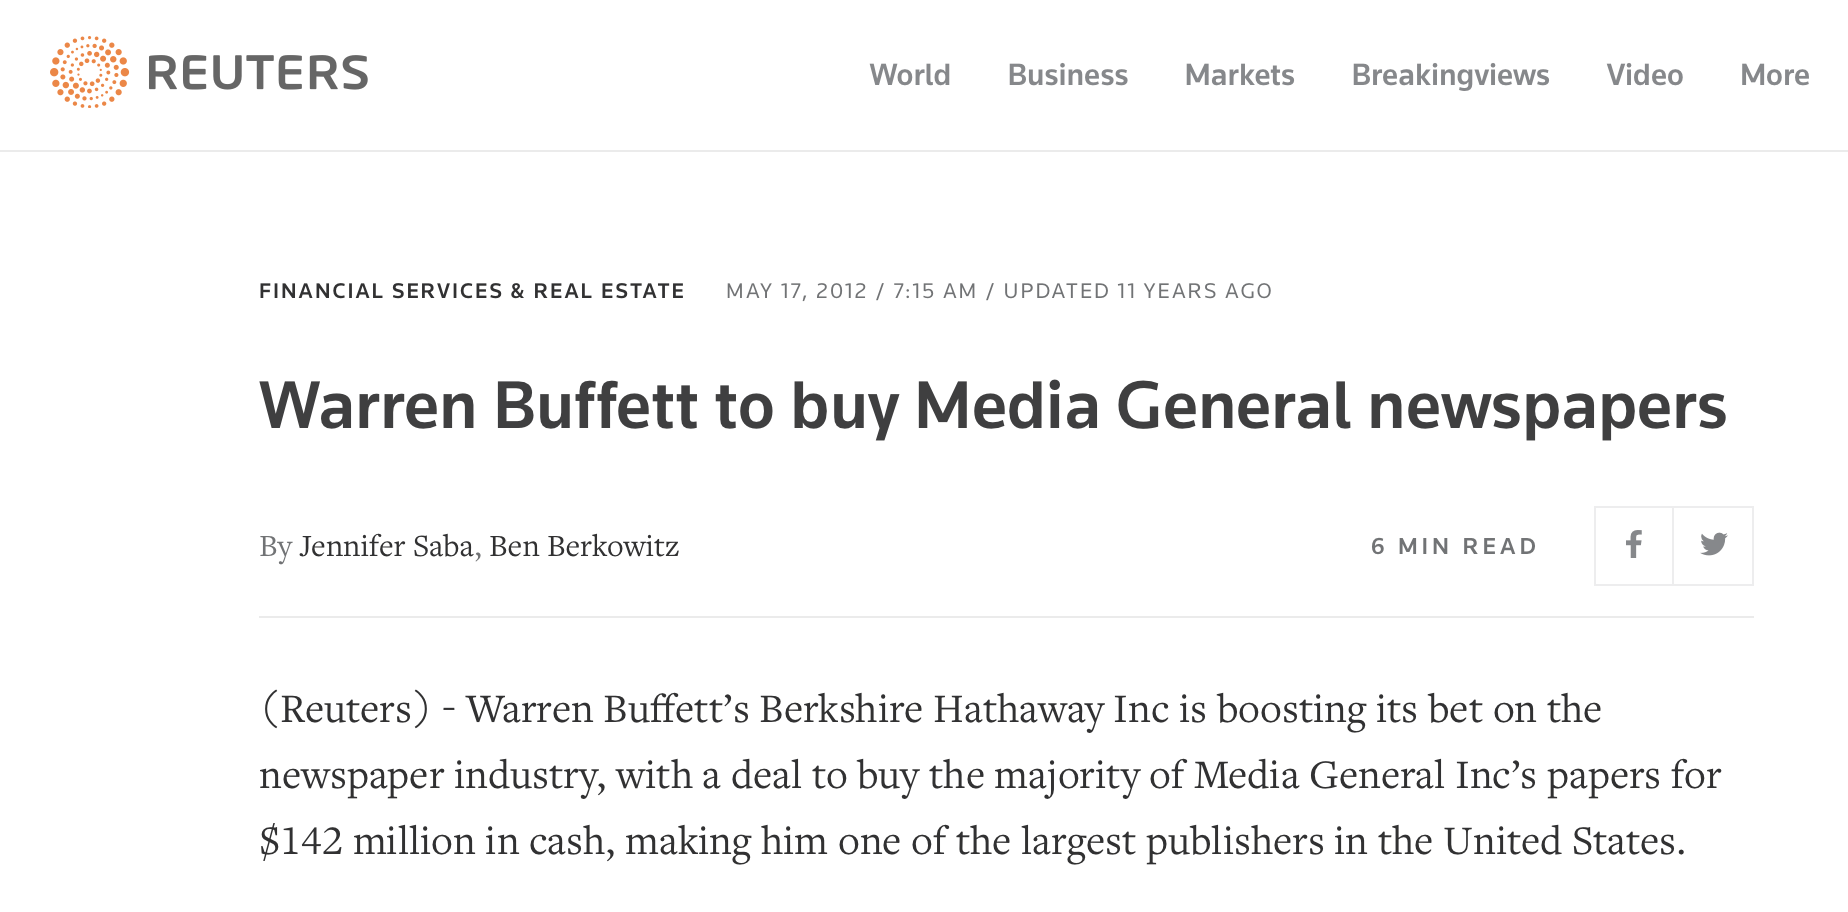 REUTERS
World Business Markets Breakingviews Video More
FINANCIAL SERVICES & REAL ESTATE MAY 17, 2012 / 7:15 AM / UPDATED 11 YEARS AGO
Warren Buffett to buy Media General newspapers
By Jennifer Saba, Ben Berkowitz 6 MIN READ
(Reuters) - Warren Buffett’s Berkshire Hathaway Inc is boosting its bet on the
newspaper industry, with a deal to buy the majority of Media General Inc’s papers for
$142 million in cash, making him one of the largest publishers in the United States.